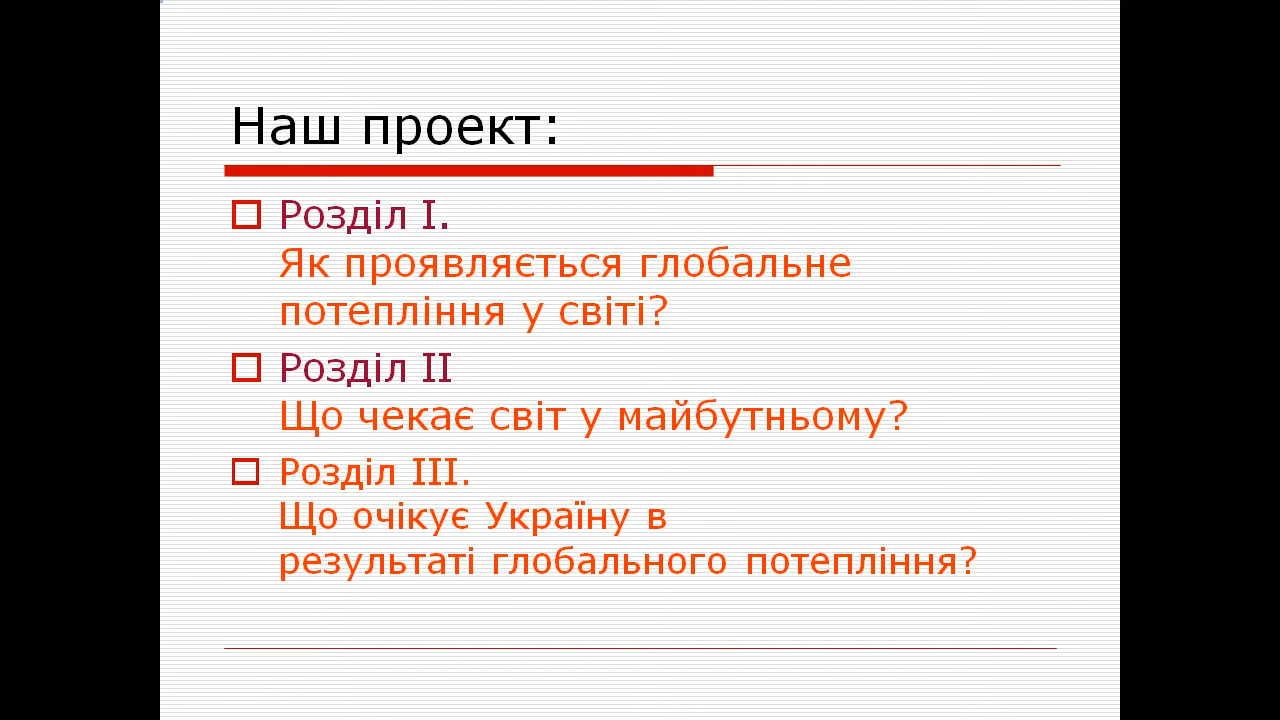 Наш проект:
Розділ I.
Як проявляється глобальне
потепління у світі?
Розділ II
Що чекає світ у майбутньому?
Розділ III.
Що очікує Україну в
результаті глобального потепління?